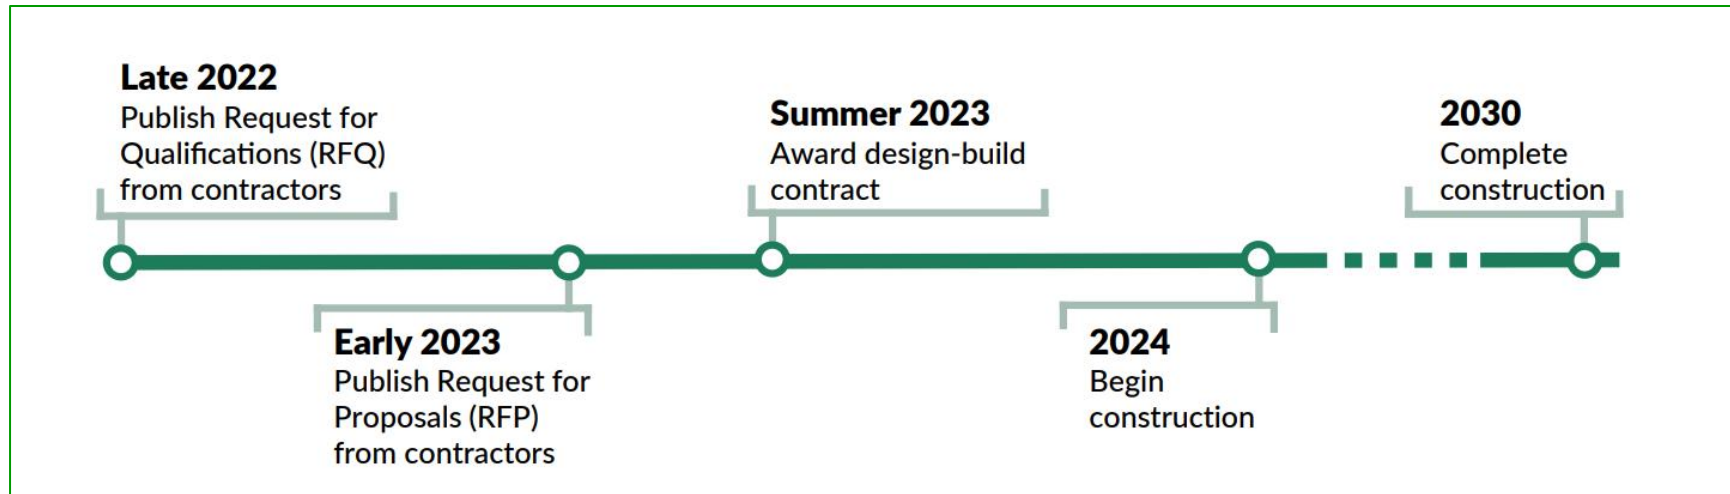 Late 2022
Publish Request for
Qualifications (RFQ)
from contractors
Early 2023
Publish Request for
Proposals (RFP)
from contractors
Summer 2023
Award design-build
contract
2024
Begin
construction
2030
Complete
construction